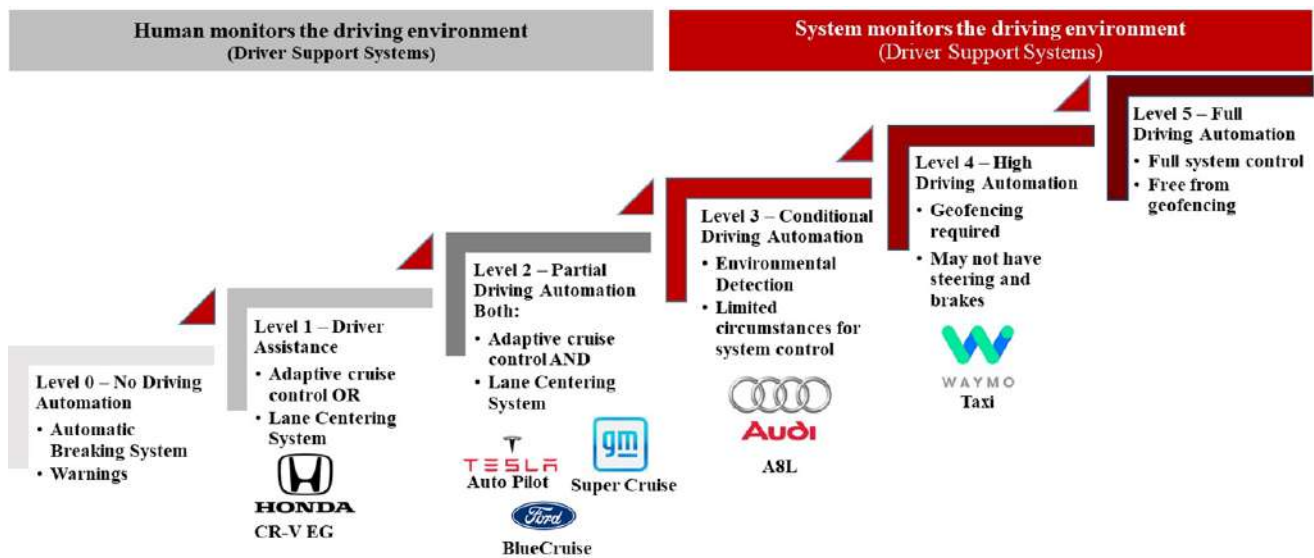 Human monitors the driving environment
(Driver Support Systems)
System monitors the driving environment
(Driver Support Systems)
Level 0 – No Driving
Automation
• Automatic
Breaking System
• Warnings
Level 1 – Driver
Assistance
• Adaptive cruise
control OR
• Lane Centering
System
HONDA
CR-V EG
Level 2 – Partial
Driving Automation
Both:
• Adaptive cruise
control AND
• Lane Centering
System
TESLA
Auto Pilot
gm
Super Cruise
Ford
BlueCruise
Level 3 – Conditional
Driving Automation
• Environmental
Detection
• Limited
circumstances for
system control
Audi
A8L
Level 4 – High
Driving Automation
• Geofencing
required
• May not have
steering and
brakes
WAYMO
Taxi
Level 5 – Full
Driving Automation
• Full system control
• Free from
geofencing